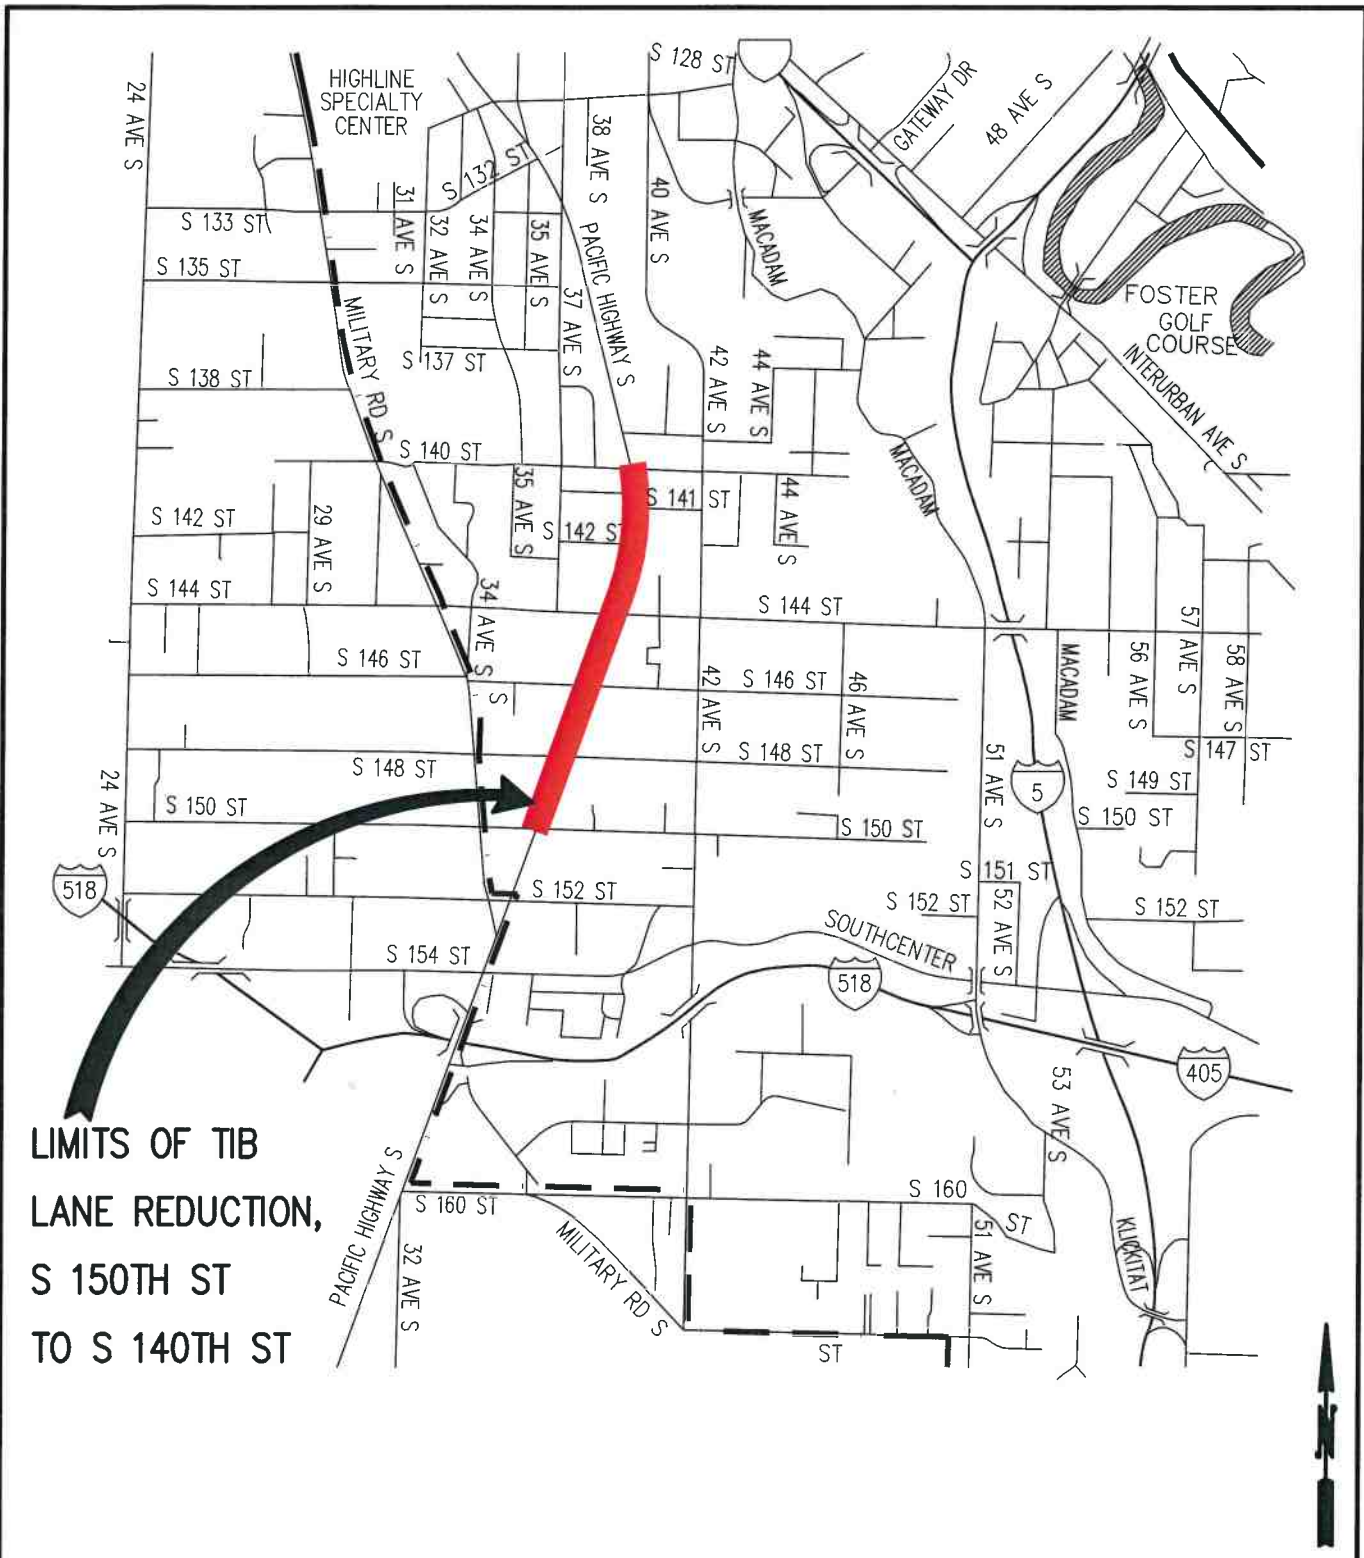 S 128 ST
HIGHLINE
SPECIALTY
CENTER
24 AVE S
GATEWAY DR
48 AVE S
38 AVE S
S 132 ST
31 AVE S
32 AVE S
34 AVE S
35 AVE S
40 AVE S
MACADAM
S 133 ST
PACIFIC HIGHWAY S
S 135 ST
37 AVE S
MILITARY RD S
FOSTER
GOLF
COURSE
S 137 ST
42 AVE S
44 AVE S
INTERURBAN AVE S
S 138 ST
S 140 ST
MACADAM
35 AVE S
S 141 ST
44 AVE S
S 142 ST
29 AVE S
S 142 ST
S 144 ST
34 AVE S
S 144 ST
57 AVE S
S 146 ST
S
42 AVE S
S 146 ST
46 AVE S
MACADAM
56 AVE S
58 AVE S
S 148 ST
S 148 ST
51 AVE S
S 147 ST
24 AVE S
S 150 ST
5
S 149 ST
S 150 ST
S 150 ST
518
S 152 ST
S 151 ST
S 152 ST
52 AVE S
S 152 ST
SOUTHCENTER
S 154 ST
518
405
53 AVE S
LIMITS OF TIB
LANE REDUCTION,
S 150TH ST
TO S 140TH ST
PACIFIC HIGHWAY S
S 160 ST
S 160
ST
32 AVE S
MILITARY RD S
51 AVE S
KLICKITAT
ST
N